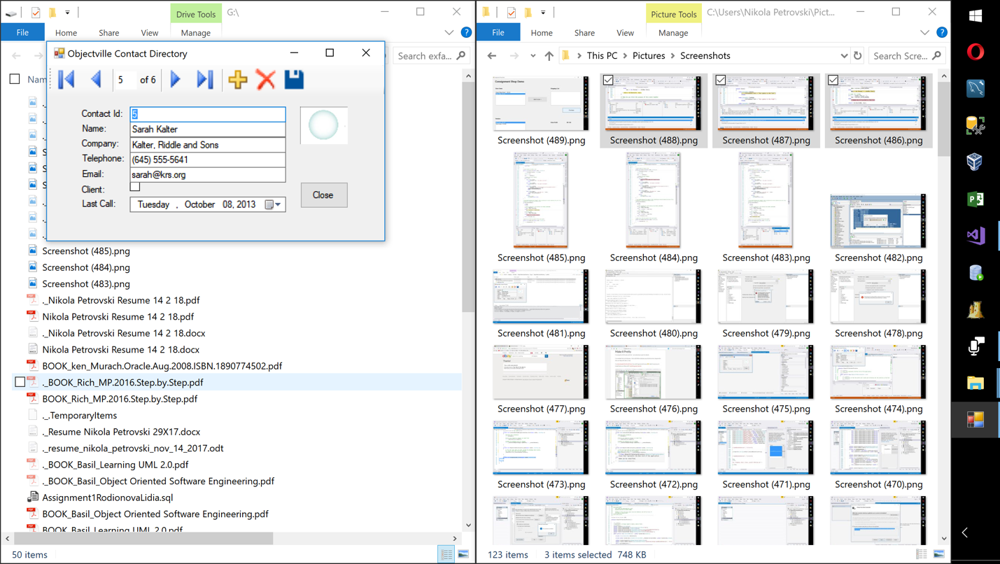 Drive Tools
G:\
File
Home
Share
View
Manage
Search exfa...
Nam
Objectville Contact Directory
5
of 6
Contact Id:
5
Name:
Sarah Kalter
Company:
Kalter, Riddle and Sons
Telephone:
(645) 555-5641
Email:
sarah@krs.org
Client:
Close
Last Call:
Tuesday , October 08, 2013
Screenshot (485).png
Screenshot (484).png
Screenshot (483).png
._Nikola Petrovski Resume 14 2 18.pdf
Nikola Petrovski Resume 14 2 18.pdf
._Nikola Petrovski Resume 14 2 18.docx
Nikola Petrovski Resume 14 2 18.docx
BOOK_ken_Murach.Oracle.Aug.2008.ISBN.1890774502.pdf
._BOOK_Rich_MP.2016.Step.by.Step.pdf
BOOK_Rich_MP.2016.Step.by.Step.pdf
._.TemporaryItems
._Resume Nikola Petrovski 29X17.docx
._resume_nikola_petrovski_nov_14_2017.odt
._BOOK_Basil_Learning UML 2.0.pdf
._BOOK_Basil_Object Oriented Software Engineering.pdf
Assignment1RodionovaLidia.sql
BOOK_Basil_Object Oriented Software Engineering.pdf
BOOK_Basil_Learning UML 2.0.pdf
50 items
Picture Tools
C:\Users\Nikola Petrovski\Pict...
File
Home
Share
View
Manage
This PC
Pictures
Screenshots
Search Scre...
Screenshot (489).png
Screenshot (488).png
Screenshot (487).png
Screenshot (486).png
Screenshot (485).png
Screenshot (484).png
Screenshot (483).png
Screenshot (482).png
Screenshot (481).png
Screenshot (480).png
Screenshot (479).png
Screenshot (478).png
Screenshot (477).png
Screenshot (476).png
Screenshot (475).png
Screenshot (474).png
Screenshot (473).png
Screenshot (472).png
Screenshot (471).png
Screenshot (470).png
123 items
3 items selected 748 KB